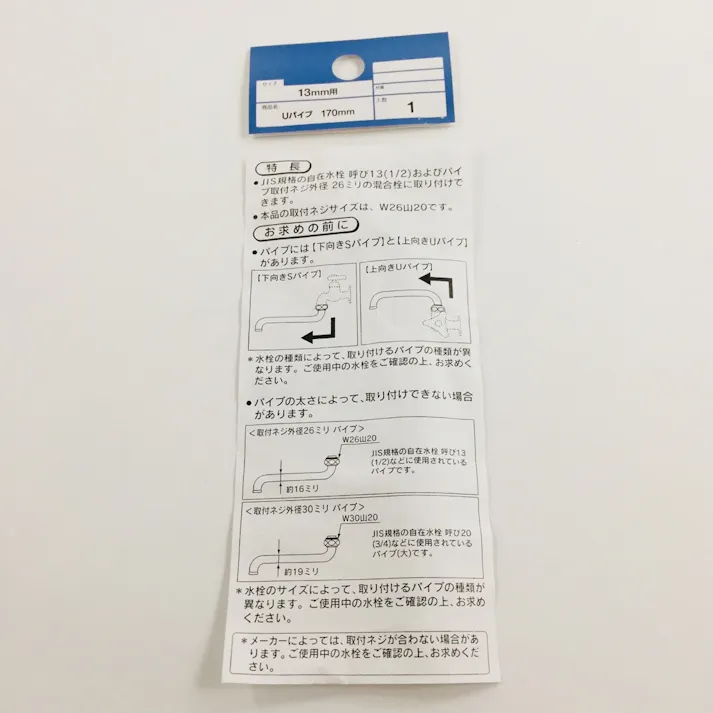 サイズ 13mm用
商品名 Uパイプ 170mm
入数 1
特長
●JIS規格の自在水栓 呼び13(1/2)およびパイ
プ取付ネジ外径 26ミリの混合栓に取り付けで
きます。
●本品の取付ネジサイズは、W26山20です。
お求めの前に
●パイプには【下向きSパイプ】と【上向きUパイプ】
があります。
【下向きSパイプ】
【上向きUパイプ】
*水栓の種類によって、取り付けるパイプの種類が異
なります。ご使用中の水栓をご確認の上、お求めく
ださい。
●パイプの太さによって、取り付けできない場合
があります。
<取付ネジ外径26ミリ パイプ>
W26山20
JIS規格の自在水栓 呼び13
(1/2)などに使用されている
パイプです。
約16ミリ
<取付ネジ外径30ミリ パイプ>
W30山20
JIS規格の自在水栓 呼び20
(3/4)などに使用されている
パイプ(大)です。
約19ミリ
*水栓のサイズによって、取り付けるパイプの種類が
異なります。ご使用中の水栓をご確認の上、お求め
ください。
*メーカーによっては、取付ネジが合わない場合があ
ります。ご使用中の水栓をご確認の上、お求めくだ
さい。